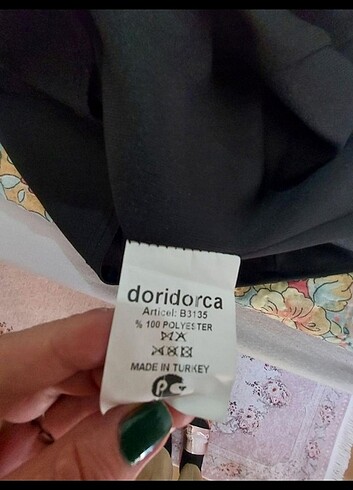 doridorca
Articel: B3135
% 100 POLYESTER
MADE IN TURKEY